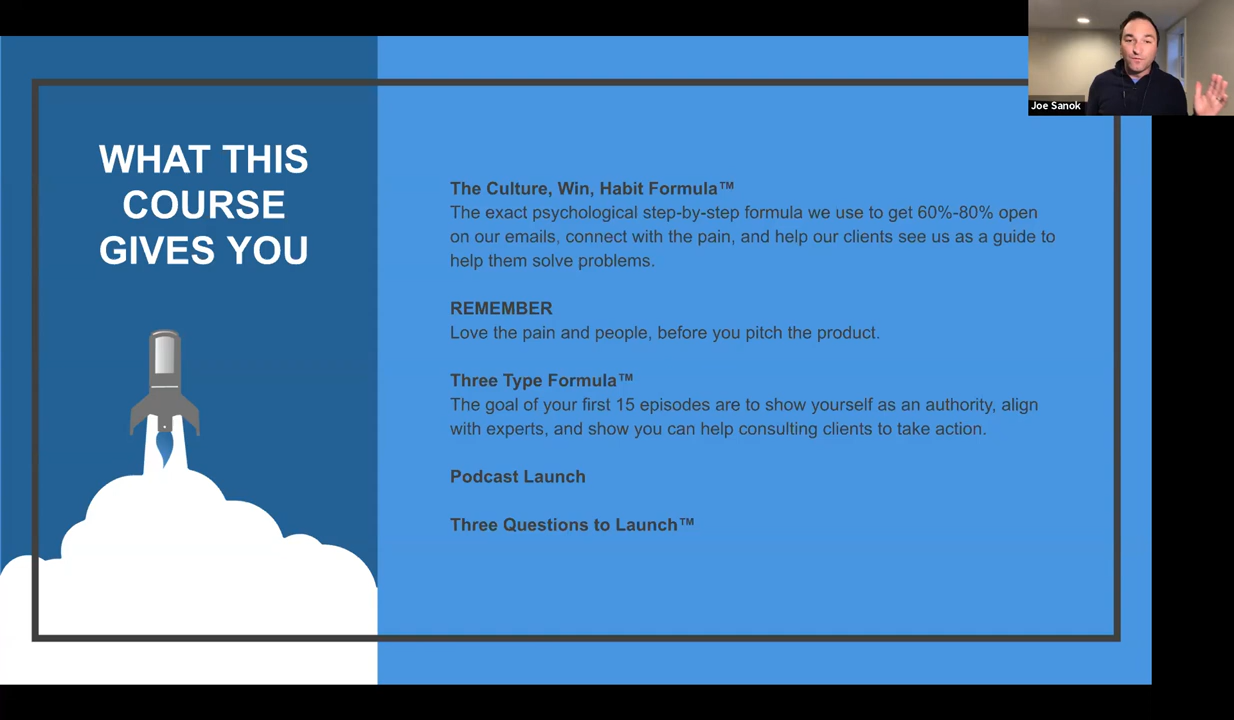 WHAT THIS
COURSE
GIVES YOU
The Culture, Win, Habit Formula™
The exact psychological step-by-step formula we use to get 60%-80% open
on our emails, connect with the pain, and help our clients see us as a guide to
help them solve problems.
REMEMBER
Love the pain and people, before you pitch the product.
Three Type Formula™
The goal of your first 15 episodes are to show yourself as an authority, align
with experts, and show you can help consulting clients to take action.
Podcast Launch
Three Questions to Launch™
Joe Sanok